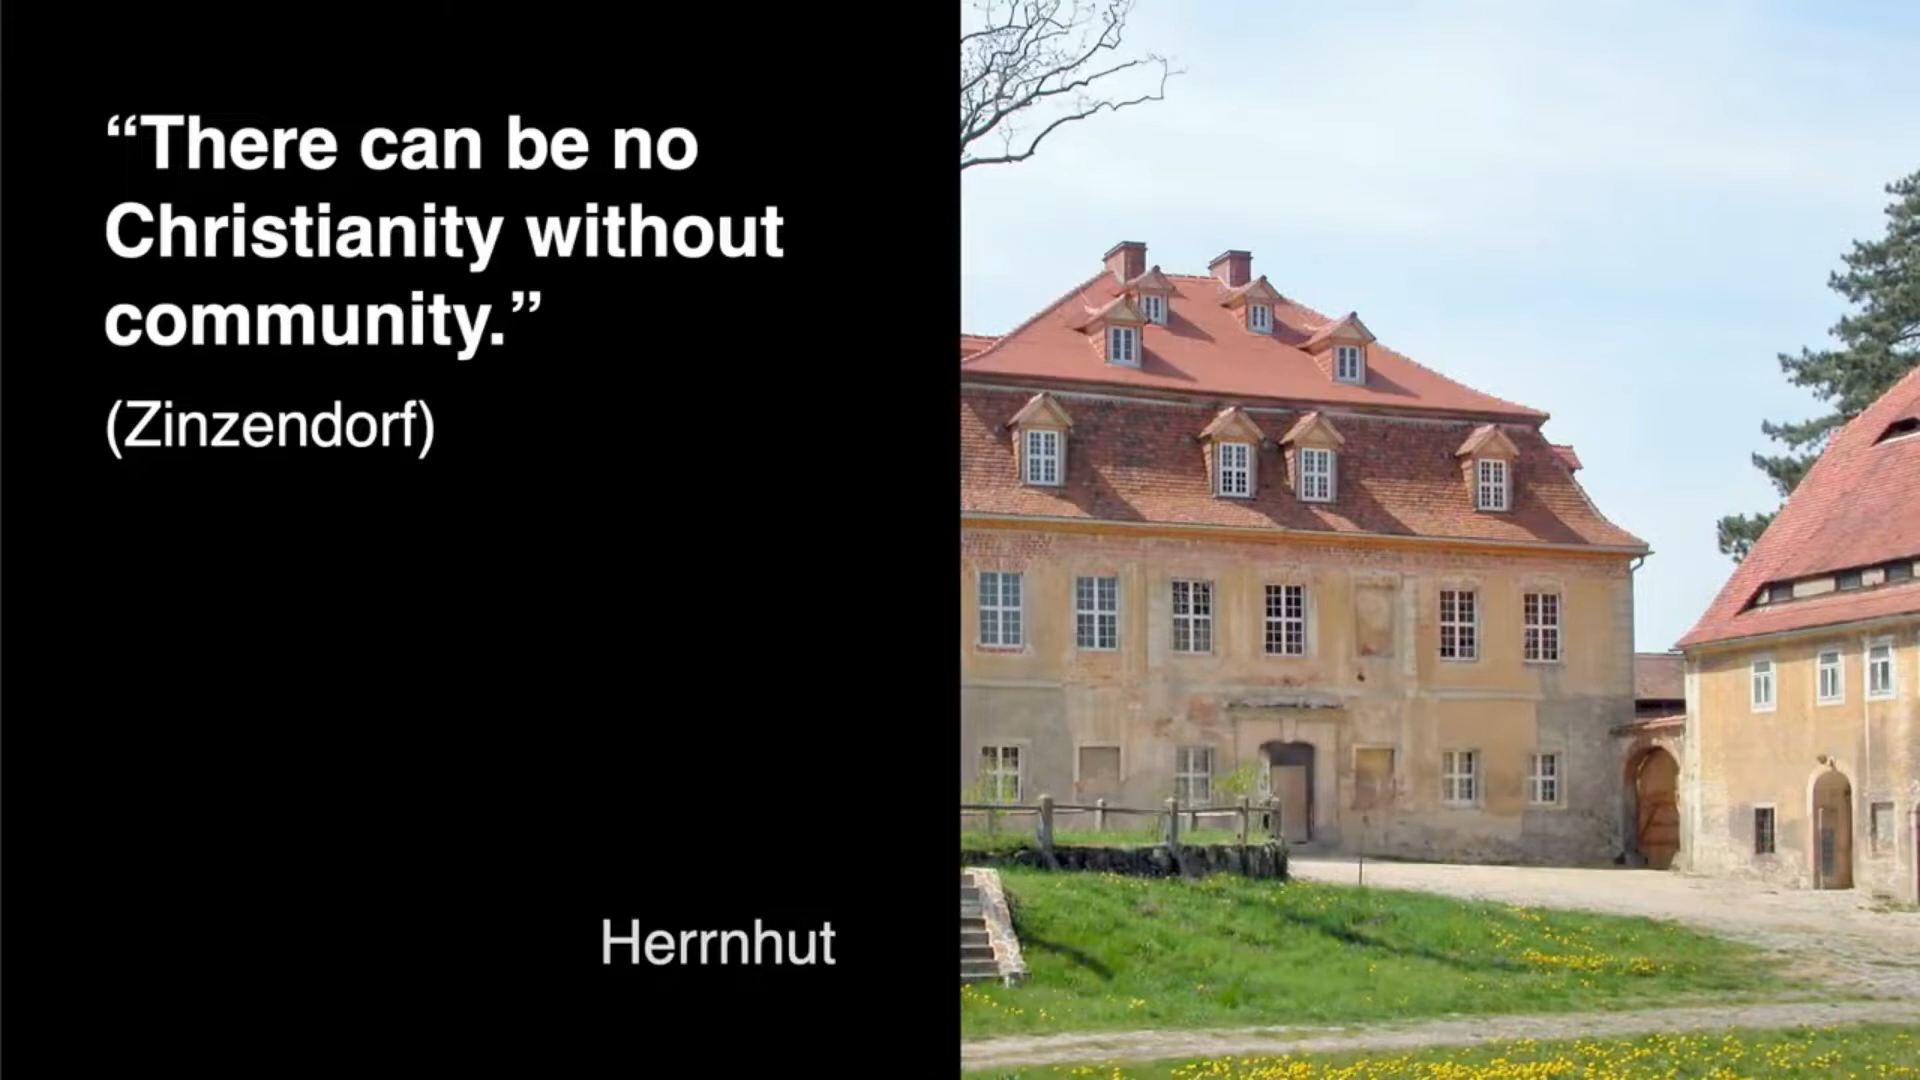 “There can be no
Christianity without
community.”
(Zinzendorf)
Herrnhut